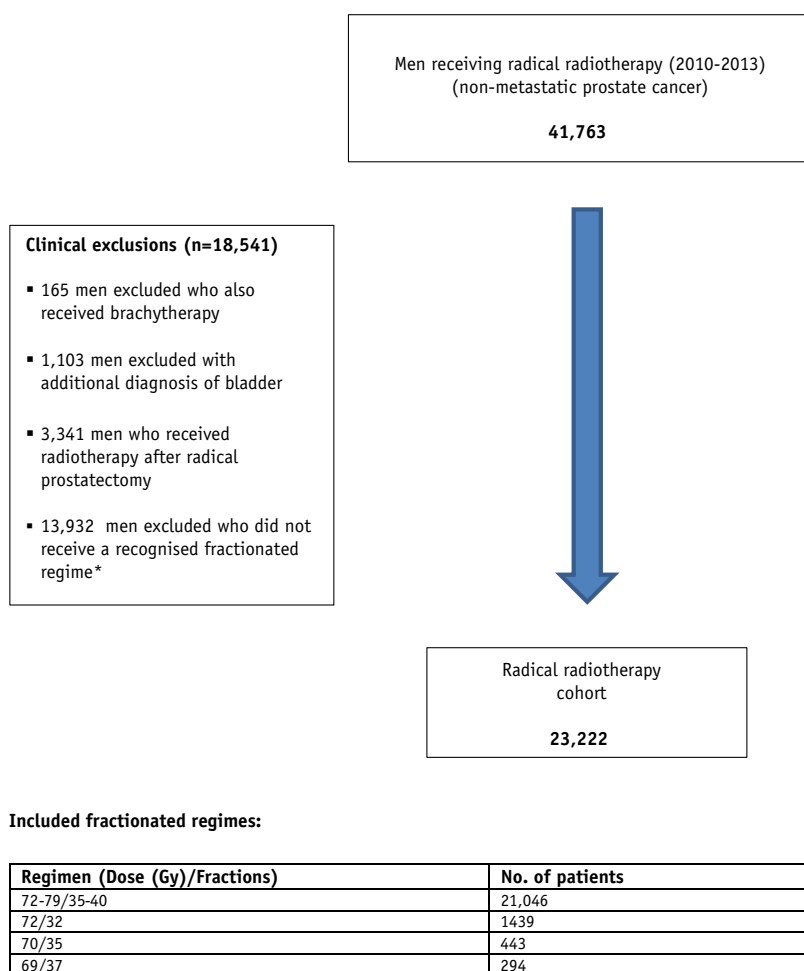 Men receiving radical radiotherapy (2010-2013)
(non-metastatic prostate cancer)
41,763
Clinical exclusions (n=18,541)
▪ 165 men excluded who also
received brachytherapy
▪ 1,103 men excluded with
additional diagnosis of bladder
▪ 3,341 men who received
radiotherapy after radical
prostatectomy
▪ 13,932 men excluded who did not
receive a recognised fractionated
regime*
Radical radiotherapy
cohort
23,222
Included fractionated regimes:
Regimen (Dose (Gy)/Fractions) No. of patients
72-79/35-40 21,046
72/32 1439
70/35 443
69/37 294